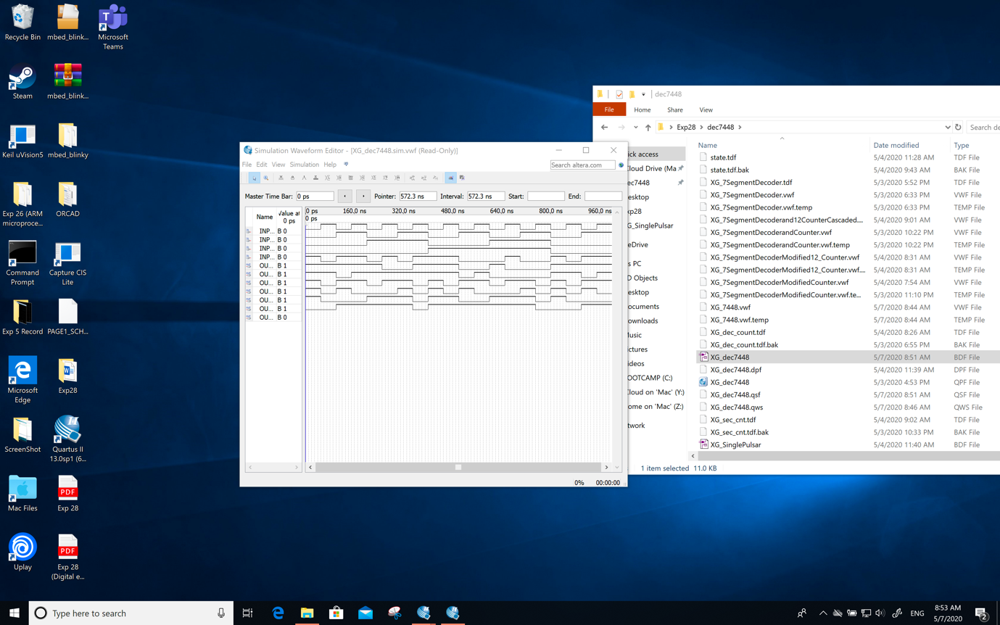 Recycle Bin
mbed_blink...
Microsoft
Teams
Steam
mbed_blink...
Keil uVision5
mbed_blinky
Exp 26 (ARM
microproce...
ORCAD
Command
Prompt
Capture CIS
Lite
Exp 5 Record
PAGE1_SCH...
Microsoft
Edge
Exp28
ScreenShot
Quartus II
13.0sp1 (6...
Mac Files
PDF
Exp 28
Uplay
PDF
Exp 28
(Digital e...
Simulation Waveform Editor - [XG_dec7448.sim.vwf (Read-Only)]
File Edit View Simulation Help
Search altera.com
Master Time Bar: 0 ps
Pointer: 572.3 ns
Interval: 572.3 ns
Start:
End:
Name
Value at
0 ps
0 ps 160,0 ns 320,0 ns 480,0 ns 640,0 ns 800,0 ns 960,0 ns
0 ps
INP... B 0
INP... B 0
INP... B 0
INP... B 0
OU... B 1
OU... B 1
OU... B 1
OU... B 1
OU... B 1
OU... B 1
OU... B 0
0% 00:00:00
dec7448
File Home Share View
Exp28 dec7448
Search de
ick access
Cloud Drive (Ma
ec7448
esktop
xp28
G_SinglePulsar
eDrive
s PC
D Objects
esktop
ocuments
ownloads
usic
ctures
ideos
OOTCAMP (C:)
Cloud on 'Mac' (Y:)
ome on 'Mac' (Z:)
twork
Name Date modified Type
state.tdf 5/4/2020 11:28 AM TDF File
state.tdf.bak 5/4/2020 9:43 AM BAK File
XG_7SegmentDecoder.tdf 5/3/2020 5:52 PM TDF File
XG_7SegmentDecoder.vwf 5/3/2020 6:33 PM VWF File
XG_7SegmentDecoder.vwf.temp 5/3/2020 6:33 PM TEMP File
XG_7SegmentDecoderand12CounterCascaded.... 5/4/2020 9:01 AM VWF File
XG_7SegmentDecoderandCounter.vwf 5/3/2020 10:22 PM VWF File
XG_7SegmentDecoderandCounter.vwf.temp 5/3/2020 10:22 PM TEMP File
XG_7SegmentDecoderModified12_Counter.vwf 5/4/2020 8:31 AM VWF File
XG_7SegmentDecoderModified12_Counter.vwf.... 5/4/2020 8:31 AM TEMP File
XG_7SegmentDecoderModifiedCounter.vwf 5/4/2020 7:54 AM VWF File
XG_7SegmentDecoderModifiedCounter.vwf.te... 5/3/2020 11:10 PM TEMP File
XG_7448.vwf 5/7/2020 8:44 AM VWF File
XG_7448.vwf.temp 5/7/2020 8:44 AM TEMP File
XG_dec_count.tdf 5/4/2020 8:26 AM TDF File
XG_dec_count.tdf.bak 5/3/2020 6:55 PM BAK File
XG_dec7448 5/7/2020 8:51 AM BDF File
XG_dec7448.dpf 5/4/2020 11:39 AM DPF File
XG_dec7448 5/3/2020 4:53 PM QPF File
XG_dec7448.qsf 5/7/2020 8:51 AM QSF File
XG_dec7448.qws 5/7/2020 8:46 AM QWS File
XG_sec_cnt.tdf 5/4/2020 9:02 AM TDF File
XG_sec_cnt.tdf.bak 5/3/2020 10:33 PM BAK File
XG_SinglePulsar 5/4/2020 11:40 AM BDF File
1 item selected 11.0 KB
Type here to search
ENG
8:53 AM
5/7/2020
2